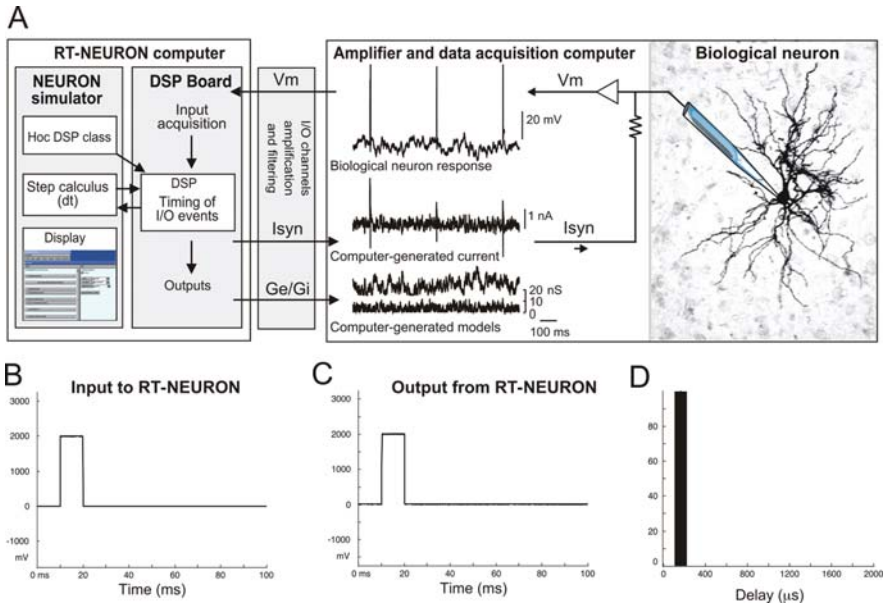 A
RT-NEURON computer
NEURON
simulator
Hoc DSP class
Step calculus
(dt)
Display
DSP Board
Input
acquisition
DSP
Timing of
I/O events
Outputs
I/O channels
amplification
and filtering
Vm
Isyn
Ge/Gi
Amplifier and data acquisition computer
Vm
20 mV
Biological neuron response
1 nA
Isyn
Computer-generated current
20 nS
10
0
Computer-generated models
100 ms
Biological neuron
B
Input to RT-NEURON
3000
2000
1000
0
-1000
mV
0 ms 20 40 60 80 100
Time (ms)
C
Output from RT-NEURON
3000
2000
1000
0
-1000
mV
0 ms 20 40 60 80 100
Time (ms)
D
80
60
40
20
0
0 400 800 1200 1600 2000
Delay (µs)